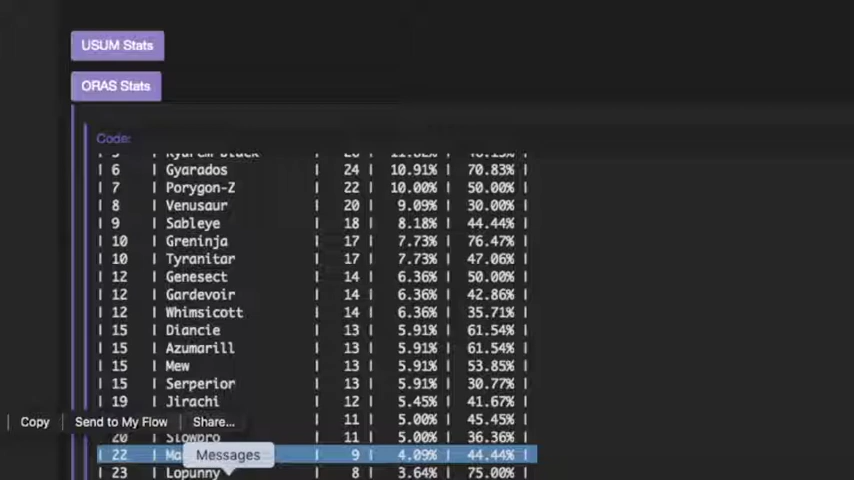 USUM Stats
ORAS Stats
Code:
| 6 | Gyarados | 24 | 10.91% | 70.83% |
| 7 | Porygon-Z | 22 | 10.00% | 50.00% |
| 8 | Venusaur | 20 | 9.09% | 30.00% |
| 9 | Sableye | 18 | 8.18% | 44.44% |
| 10 | Greninja | 17 | 7.73% | 76.47% |
| 10 | Tyranitar | 17 | 7.73% | 47.06% |
| 12 | Genesect | 14 | 6.36% | 50.00% |
| 12 | Gardevoir | 14 | 6.36% | 42.86% |
| 12 | Whimsicott | 14 | 6.36% | 35.71% |
| 15 | Diancie | 13 | 5.91% | 61.54% |
| 15 | Azumarill | 13 | 5.91% | 61.54% |
| 15 | Mew | 13 | 5.91% | 53.85% |
| 15 | Serperior | 13 | 5.91% | 30.77% |
| 19 | Jirachi | 12 | 5.45% | 41.67% |
| Copy | Send to My Flow | Share... | 11 | 5.00% | 45.45% |
| 20 | Slowbro | 11 | 5.00% | 36.36% |
| 22 | Messages | 9 | 4.09% | 44.44% |
| 23 | Lopunny | 8 | 3.64% | 75.00% |